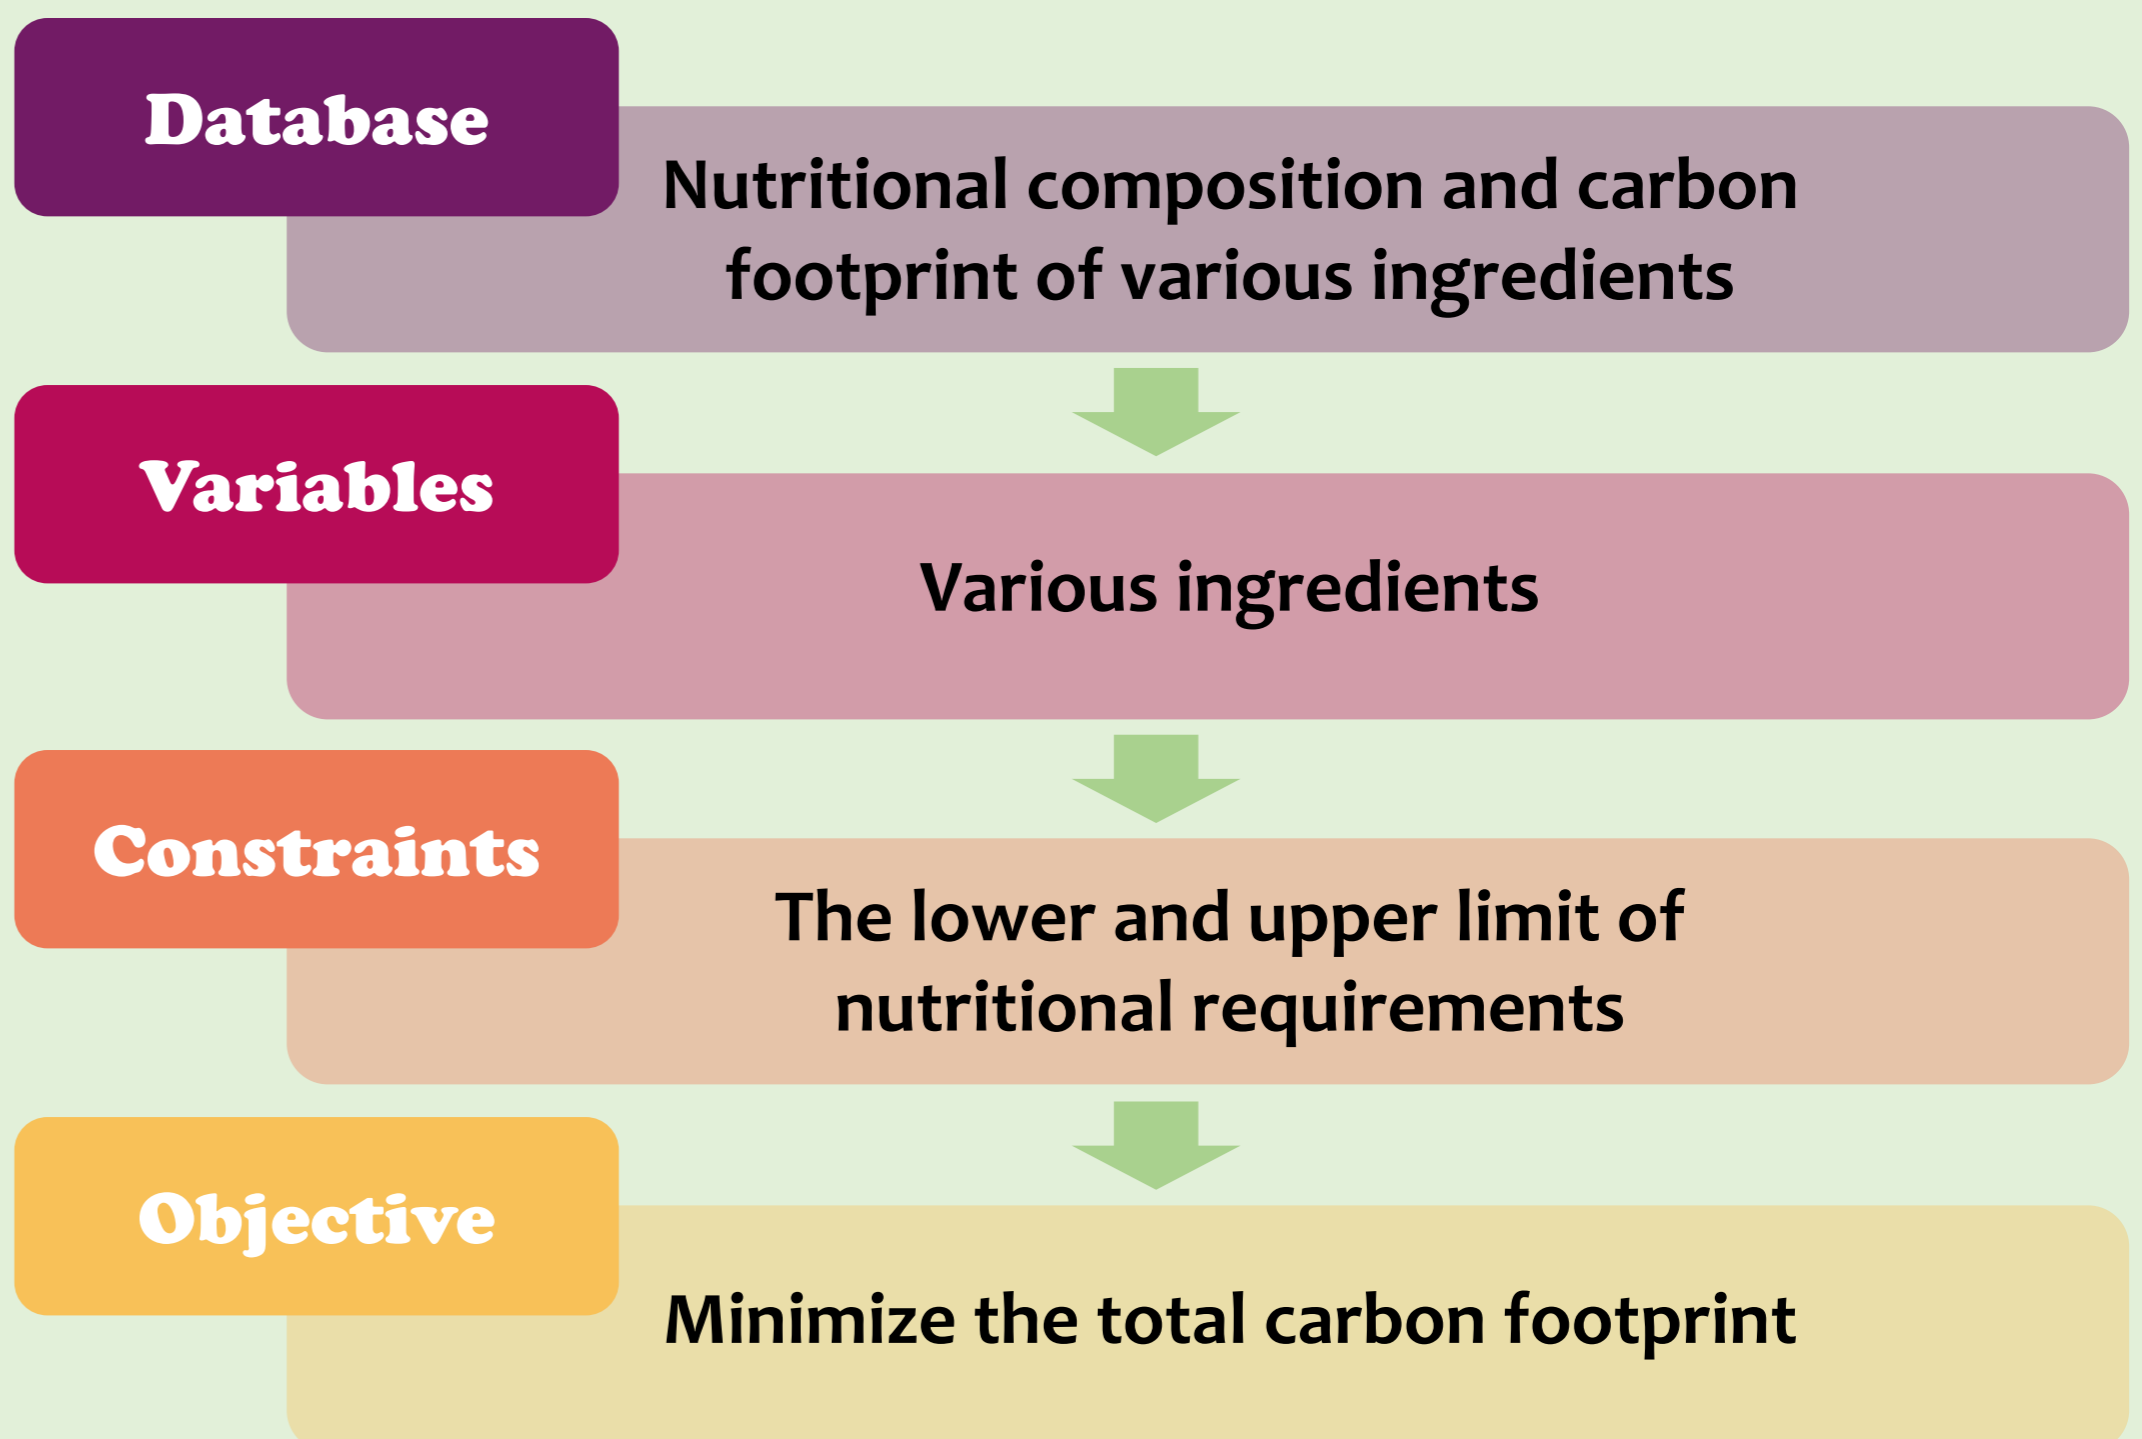 Database
Nutritional composition and carbon
footprint of various ingredients
Variables
Various ingredients
Constraints
The lower and upper limit of
nutritional requirements
Objective
Minimize the total carbon footprint